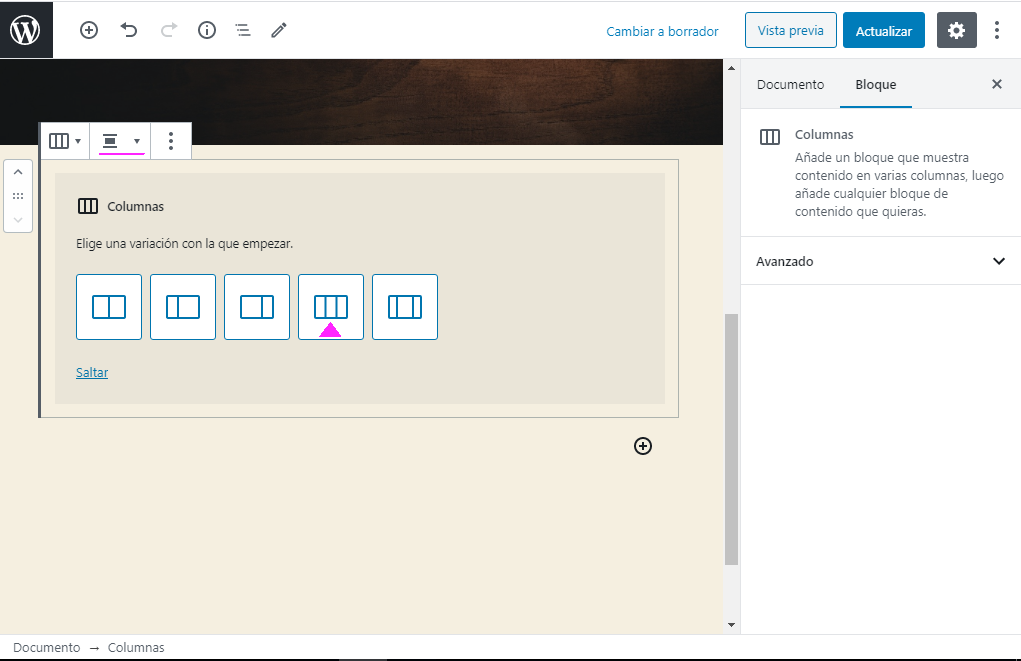 Cambiar a borrador
Vista previa
Actualizar
Documento
Bloque
Columnas
Añade un bloque que muestra
contenido en varias columnas, luego
añade cualquier bloque de
contenido que quieras.
Avanzado
Columnas
Elige una variación con la que empezar.
Saltar
Documento → Columnas